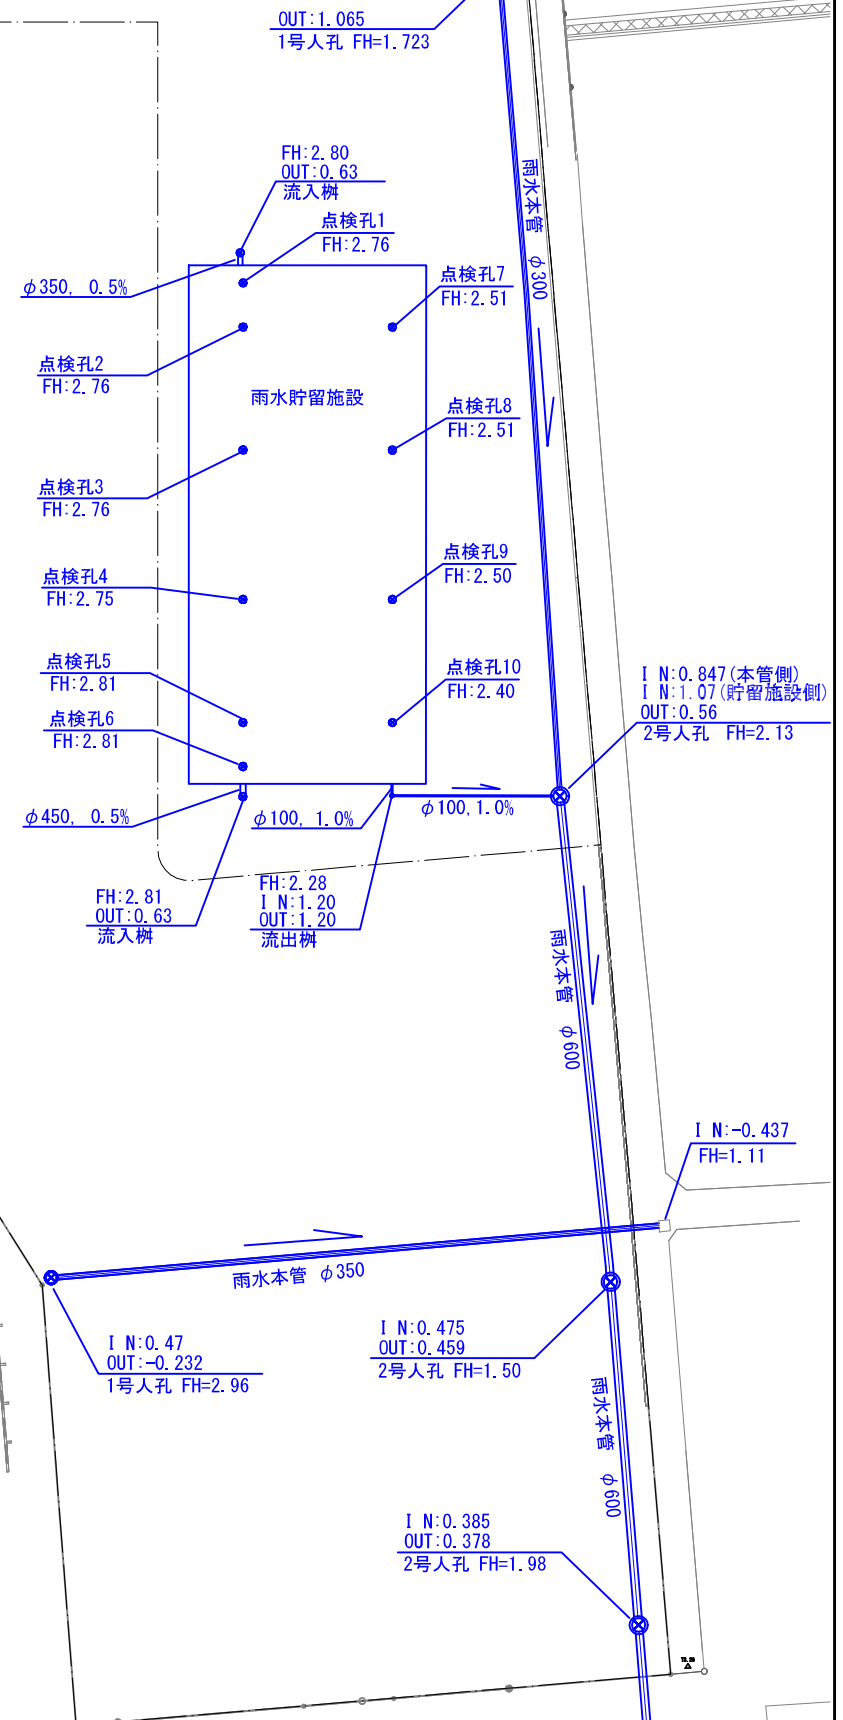 OUT:1.065
1号人孔 FH=1.723
FH:2.80
OUT:0.63
流入桝
点検孔1
FH:2.76
雨水本管 φ300
φ350, 0.5%
点検孔7
FH:2.51
点検孔2
FH:2.76
雨水貯留施設
点検孔8
FH:2.51
点検孔3
FH:2.76
点検孔9
FH:2.50
点検孔4
FH:2.75
点検孔5
FH:2.81
点検孔10
FH:2.40
IN:0.847(本管側)
IN:1.07(貯留施設側)
OUT:0.56
2号人孔 FH=2.13
点検孔6
FH:2.81
φ450, 0.5%
φ100, 1.0%
φ100,1.0%
FH:2.81
OUT:0.63
流入桝
FH:2.28
IN:1.20
OUT:1.20
流出桝
雨水本管 φ600
IN:-0.437
FH=1.11
雨水本管 φ350
IN:0.47
OUT:-0.232
1号人孔 FH=2.96
IN:0.475
OUT:0.459
2号人孔 FH=1.50
雨水本管 φ600
IN:0.385
OUT:0.378
2号人孔 FH=1.98